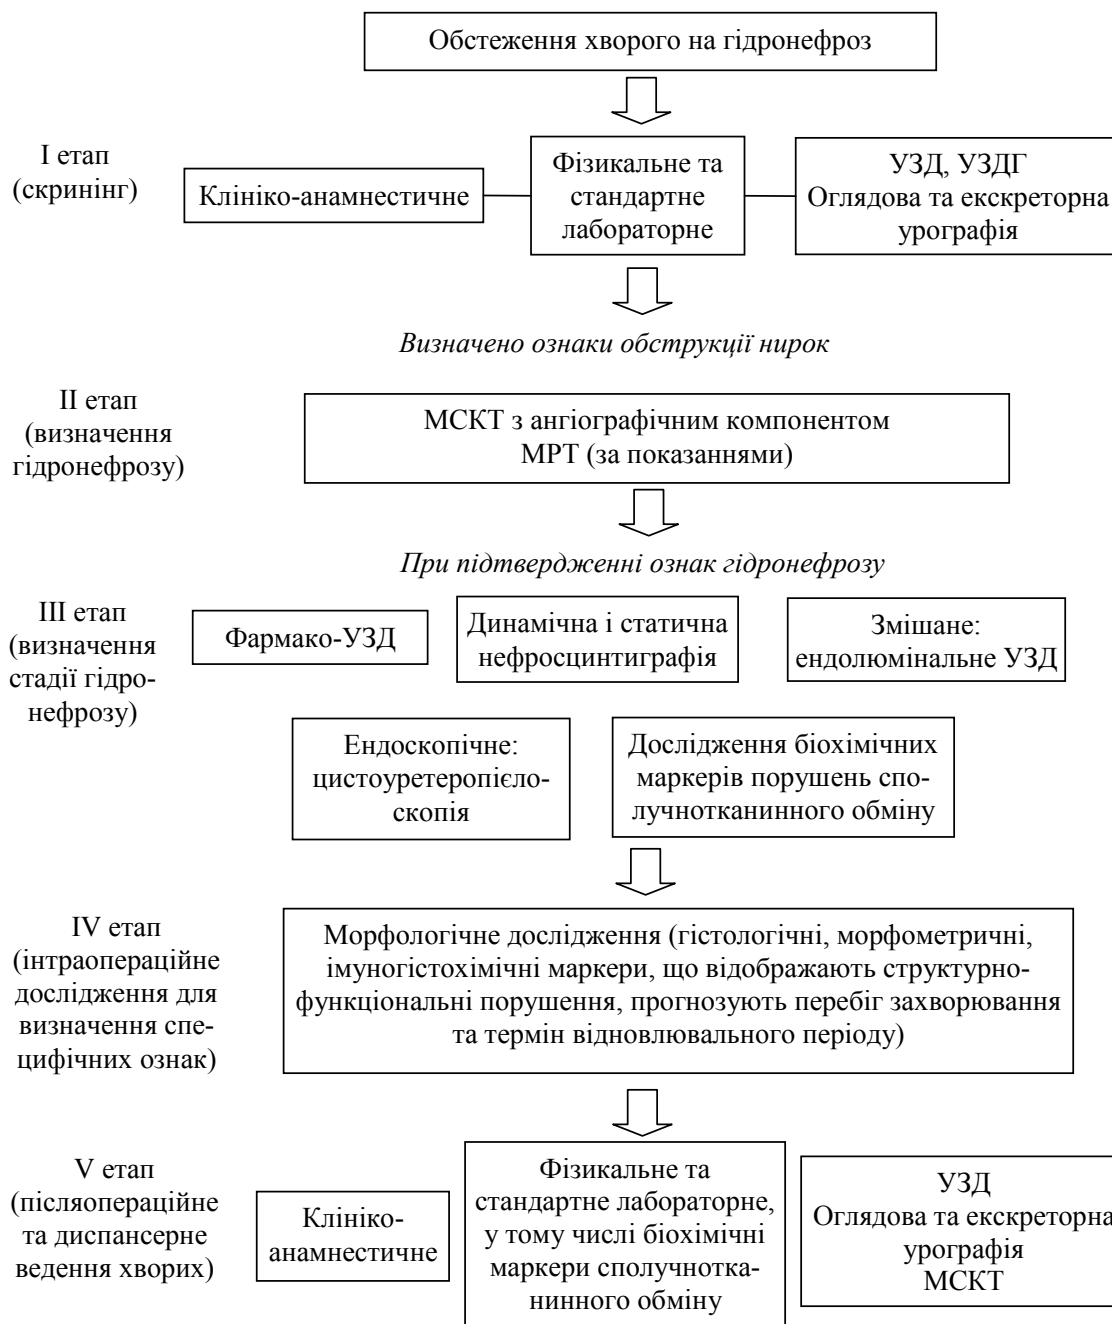 Обстеження хворого на гідронефроз
І етап
(скринінг)
Клініко-анамнестичне
Фізикальне та
стандартне
лабораторне
УЗД, УЗДГ
Оглядова та екскреторна
урографія
Визначено ознаки обструкції нирок
ІІ етап
(визначення
гідронефрозу)
МСКТ з ангіографічним компонентом
МРТ (за показаннями)
При підтвердженні ознак гідронефрозу
ІІІ етап
(визначення
стадії гідро-
нефрозу)
Фармако-УЗД
Динамічна і статична
нефросцинтиграфія
Змішане:
ендолюмінальне УЗД
Ендоскопічне:
цистоуретеропієло-
скопія
Дослідження біохімічних
маркерів порушень спо-
лучнотканинного обміну
IV етап
(інтраопераційне
дослідження для
визначення спе-
цифічних ознак)
Морфологічне дослідження (гістологічні, морфометричні,
імуногістохімічні маркери, що відображають структурно-
функціональні порушення, прогнозують перебіг захворювання
та термін відновлювального періоду)
V етап
(післяопераційне
та диспансерне
ведення хворих)
Клініко-
анамнестичне
Фізикальне та
стандартне лабораторне,
у тому числі біохімічні
маркери сполучнотка-
нинного обміну
УЗД
Оглядова та екскреторна
урографія
МСКТ